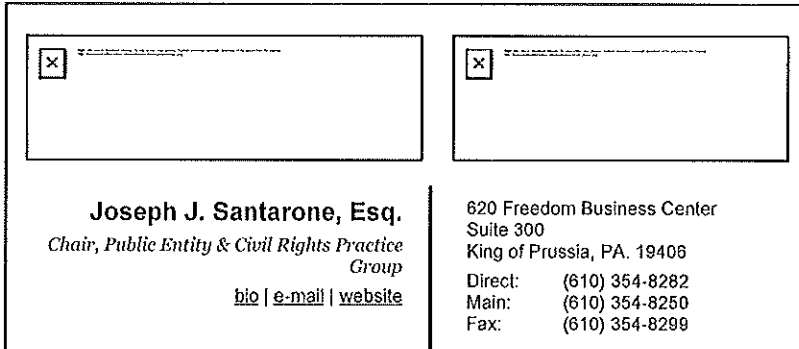 Joseph J. Santarone, Esq.
Chair, Public Entity & Civil Rights Practice
Group
bio | e-mail | website
620 Freedom Business Center
Suite 300
King of Prussia, PA. 19406
Direct: (610) 354-8282
Main: (610) 354-8250
Fax: (610) 354-8299